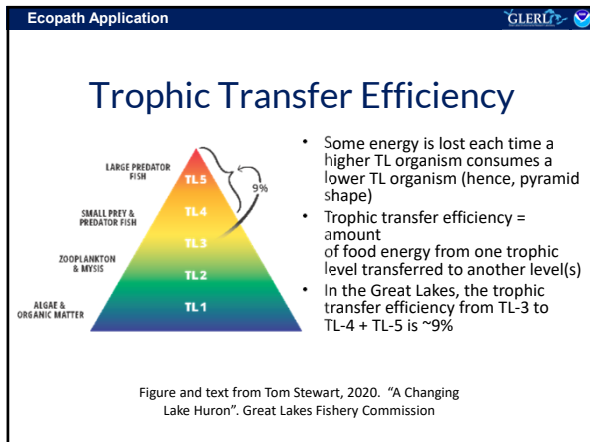 Ecopath Application
GLERL
Trophic Transfer Efficiency
LARGE PREDATOR
FISH
SMALL PREY &
PREDATOR FISH
ZOOPLANKTON
& MYSIS
ALGAE &
ORGANIC MATTER
TL5
TL4
TL3
TL2
TL1
9%
• Some energy is lost each time a
higher TL organism consumes a
lower TL organism (hence, pyramid
shape)
• Trophic transfer efficiency =
amount
of food energy from one trophic
level transferred to another level(s)
• In the Great Lakes, the trophic
transfer efficiency from TL-3 to
TL-4 + TL-5 is ~9%
Figure and text from Tom Stewart, 2020. “A Changing
Lake Huron”. Great Lakes Fishery Commission